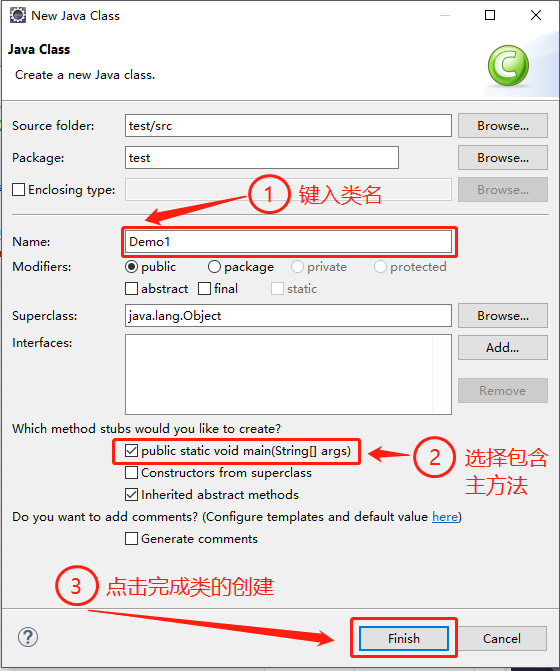 New Java Class
Java Class
Create a new Java class.
C
Source folder: test/src Browse...
Package: test Browse...
Enclosing type: Browse...
1 键入类名
Name: Demo1
Modifiers: public package private protected
abstract final static
Superclass: java.lang.Object Browse...
Interfaces: Add...
Remove
Which method stubs would you like to create?
public static void main(String[] args)
2 选择包含
主方法
Constructors from superclass
Inherited abstract methods
Do you want to add comments? (Configure templates and default value here)
Generate comments
3 点击完成类的创建
? Finish Cancel